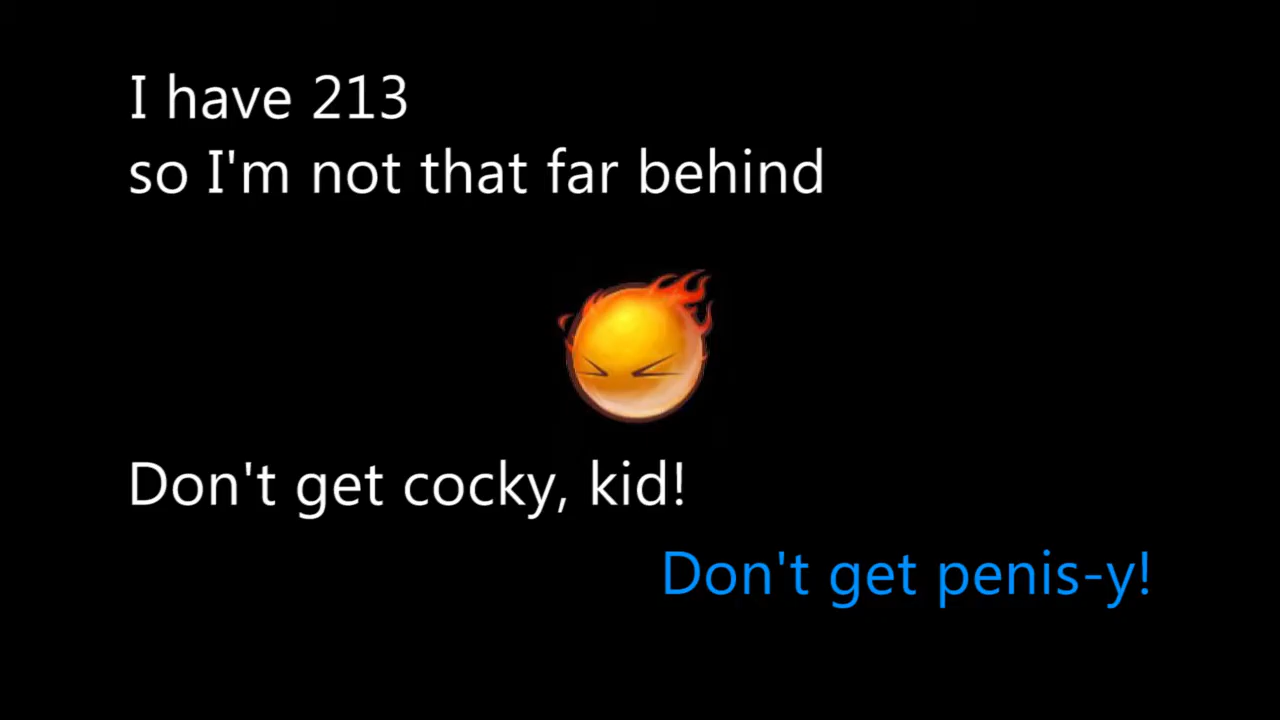 I have 213
so I'm not that far behind
Don't get cocky, kid!
Don't get penis-y!